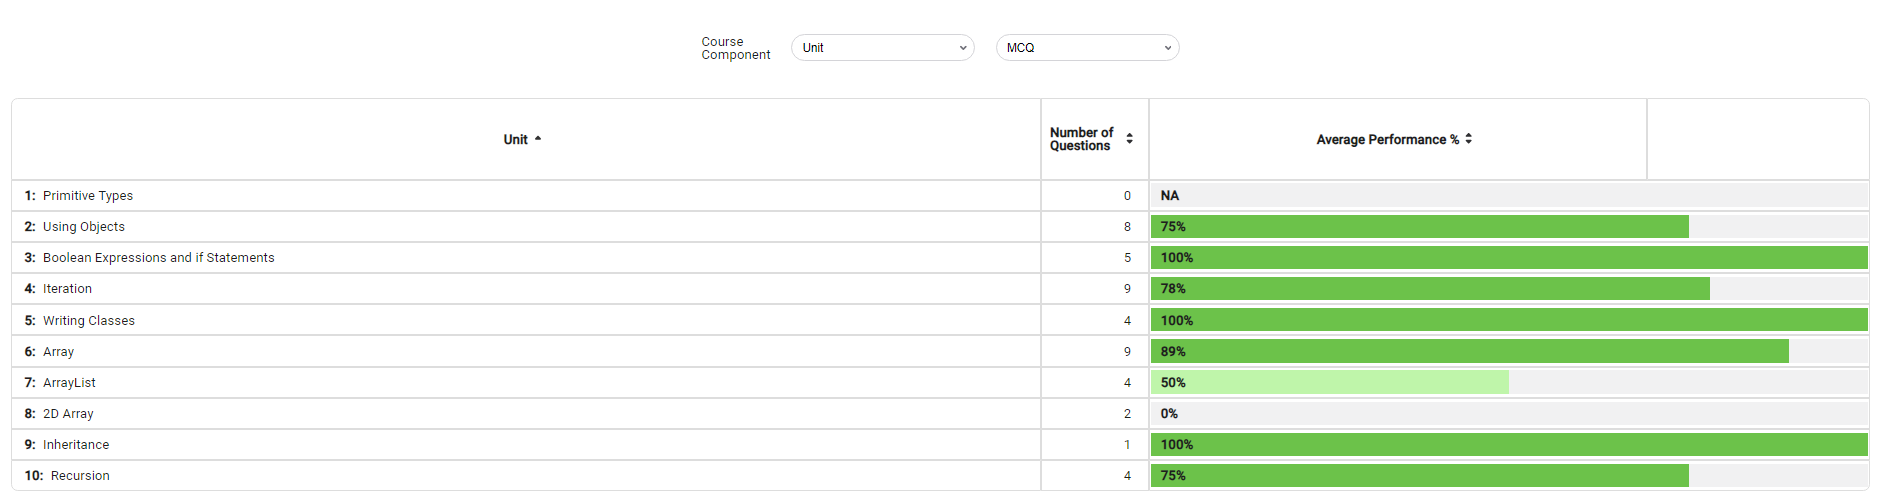 Course
Component
Unit
MCQ
Unit
Number of
Questions
Average Performance %
1: Primitive Types 0 NA
2: Using Objects 8 75%
3: Boolean Expressions and if Statements 5 100%
4: Iteration 9 78%
5: Writing Classes 4 100%
6: Array 9 89%
7: ArrayList 4 50%
8: 2D Array 2 0%
9: Inheritance 1 100%
10: Recursion 4 75%